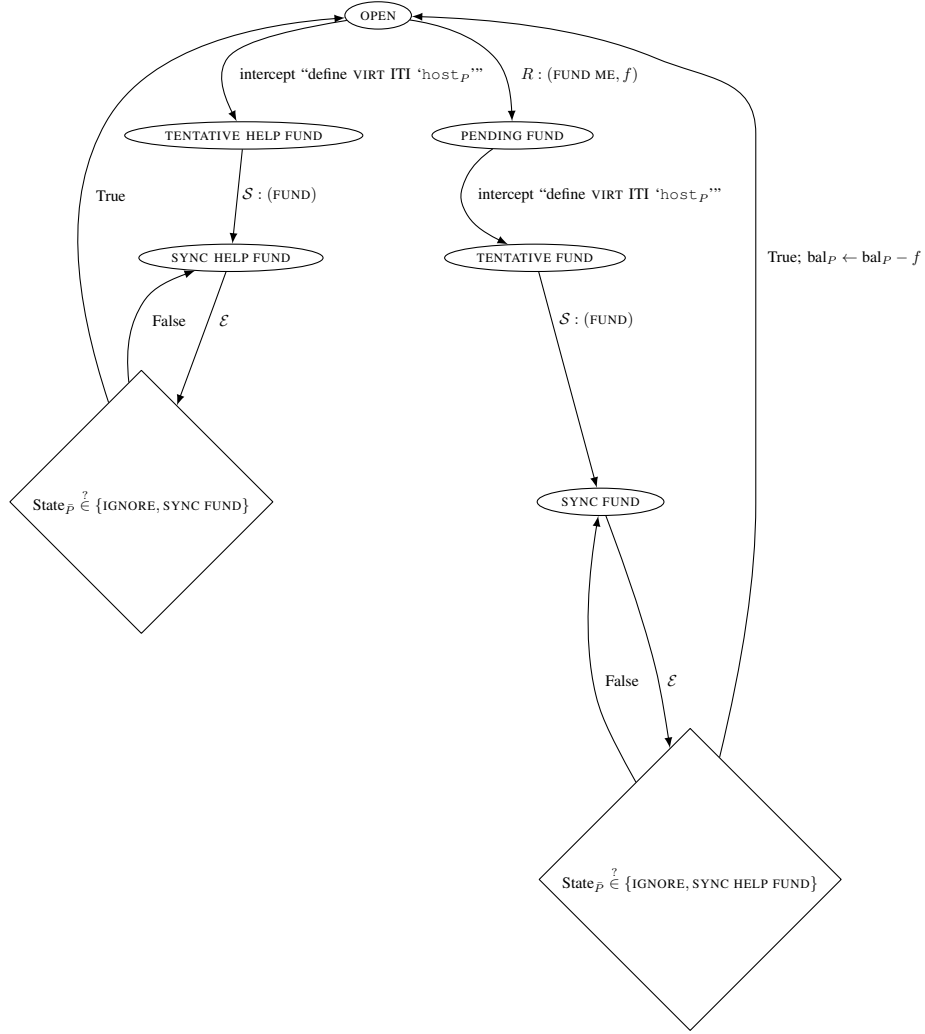 OPEN
intercept “define VIRT ITI ‘host_P’”
R : (FUND ME, f)
TENTATIVE HELP FUND
PENDING FUND
True
S : (FUND)
intercept “define VIRT ITI ‘host_P’”
SYNC HELP FUND
TENTATIVE FUND
True; bal_P ← bal_P − f
False
ℰ
S : (FUND)
State_P̄ ∈? {IGNORE, SYNC FUND}
SYNC FUND
False
ℰ
State_P̄ ∈? {IGNORE, SYNC HELP FUND}